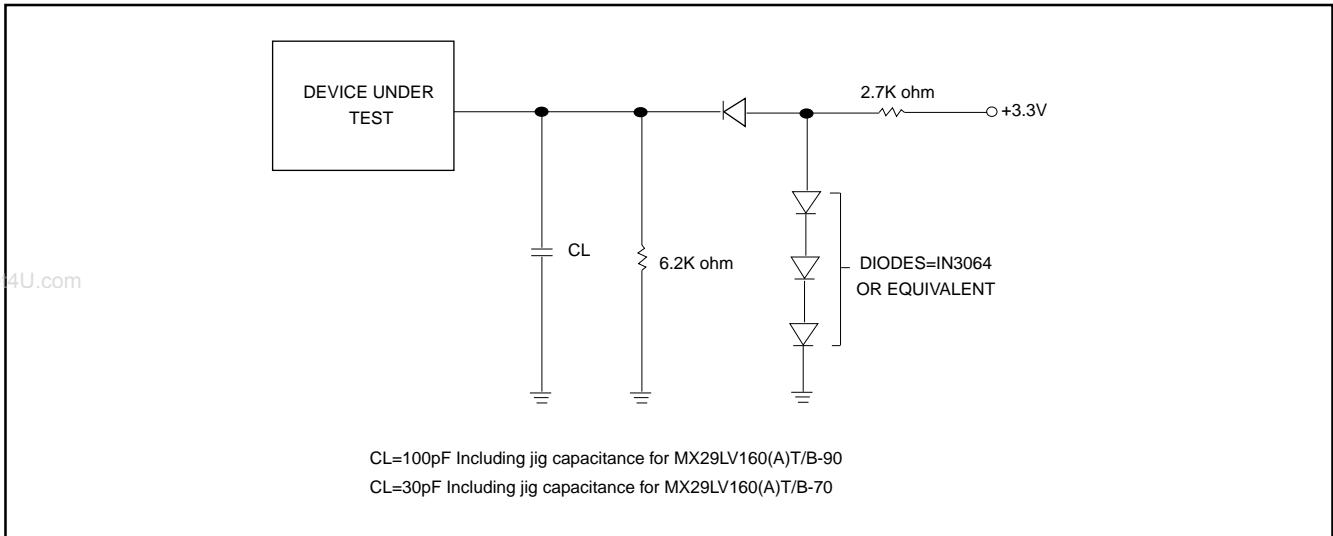 DEVICE UNDER
TEST
2.7K ohm
+3.3V
CL
6.2K ohm
DIODES=IN3064
OR EQUIVALENT
t4U.com
CL=100pF Including jig capacitance for MX29LV160(A)T/B-90
CL=30pF Including jig capacitance for MX29LV160(A)T/B-70